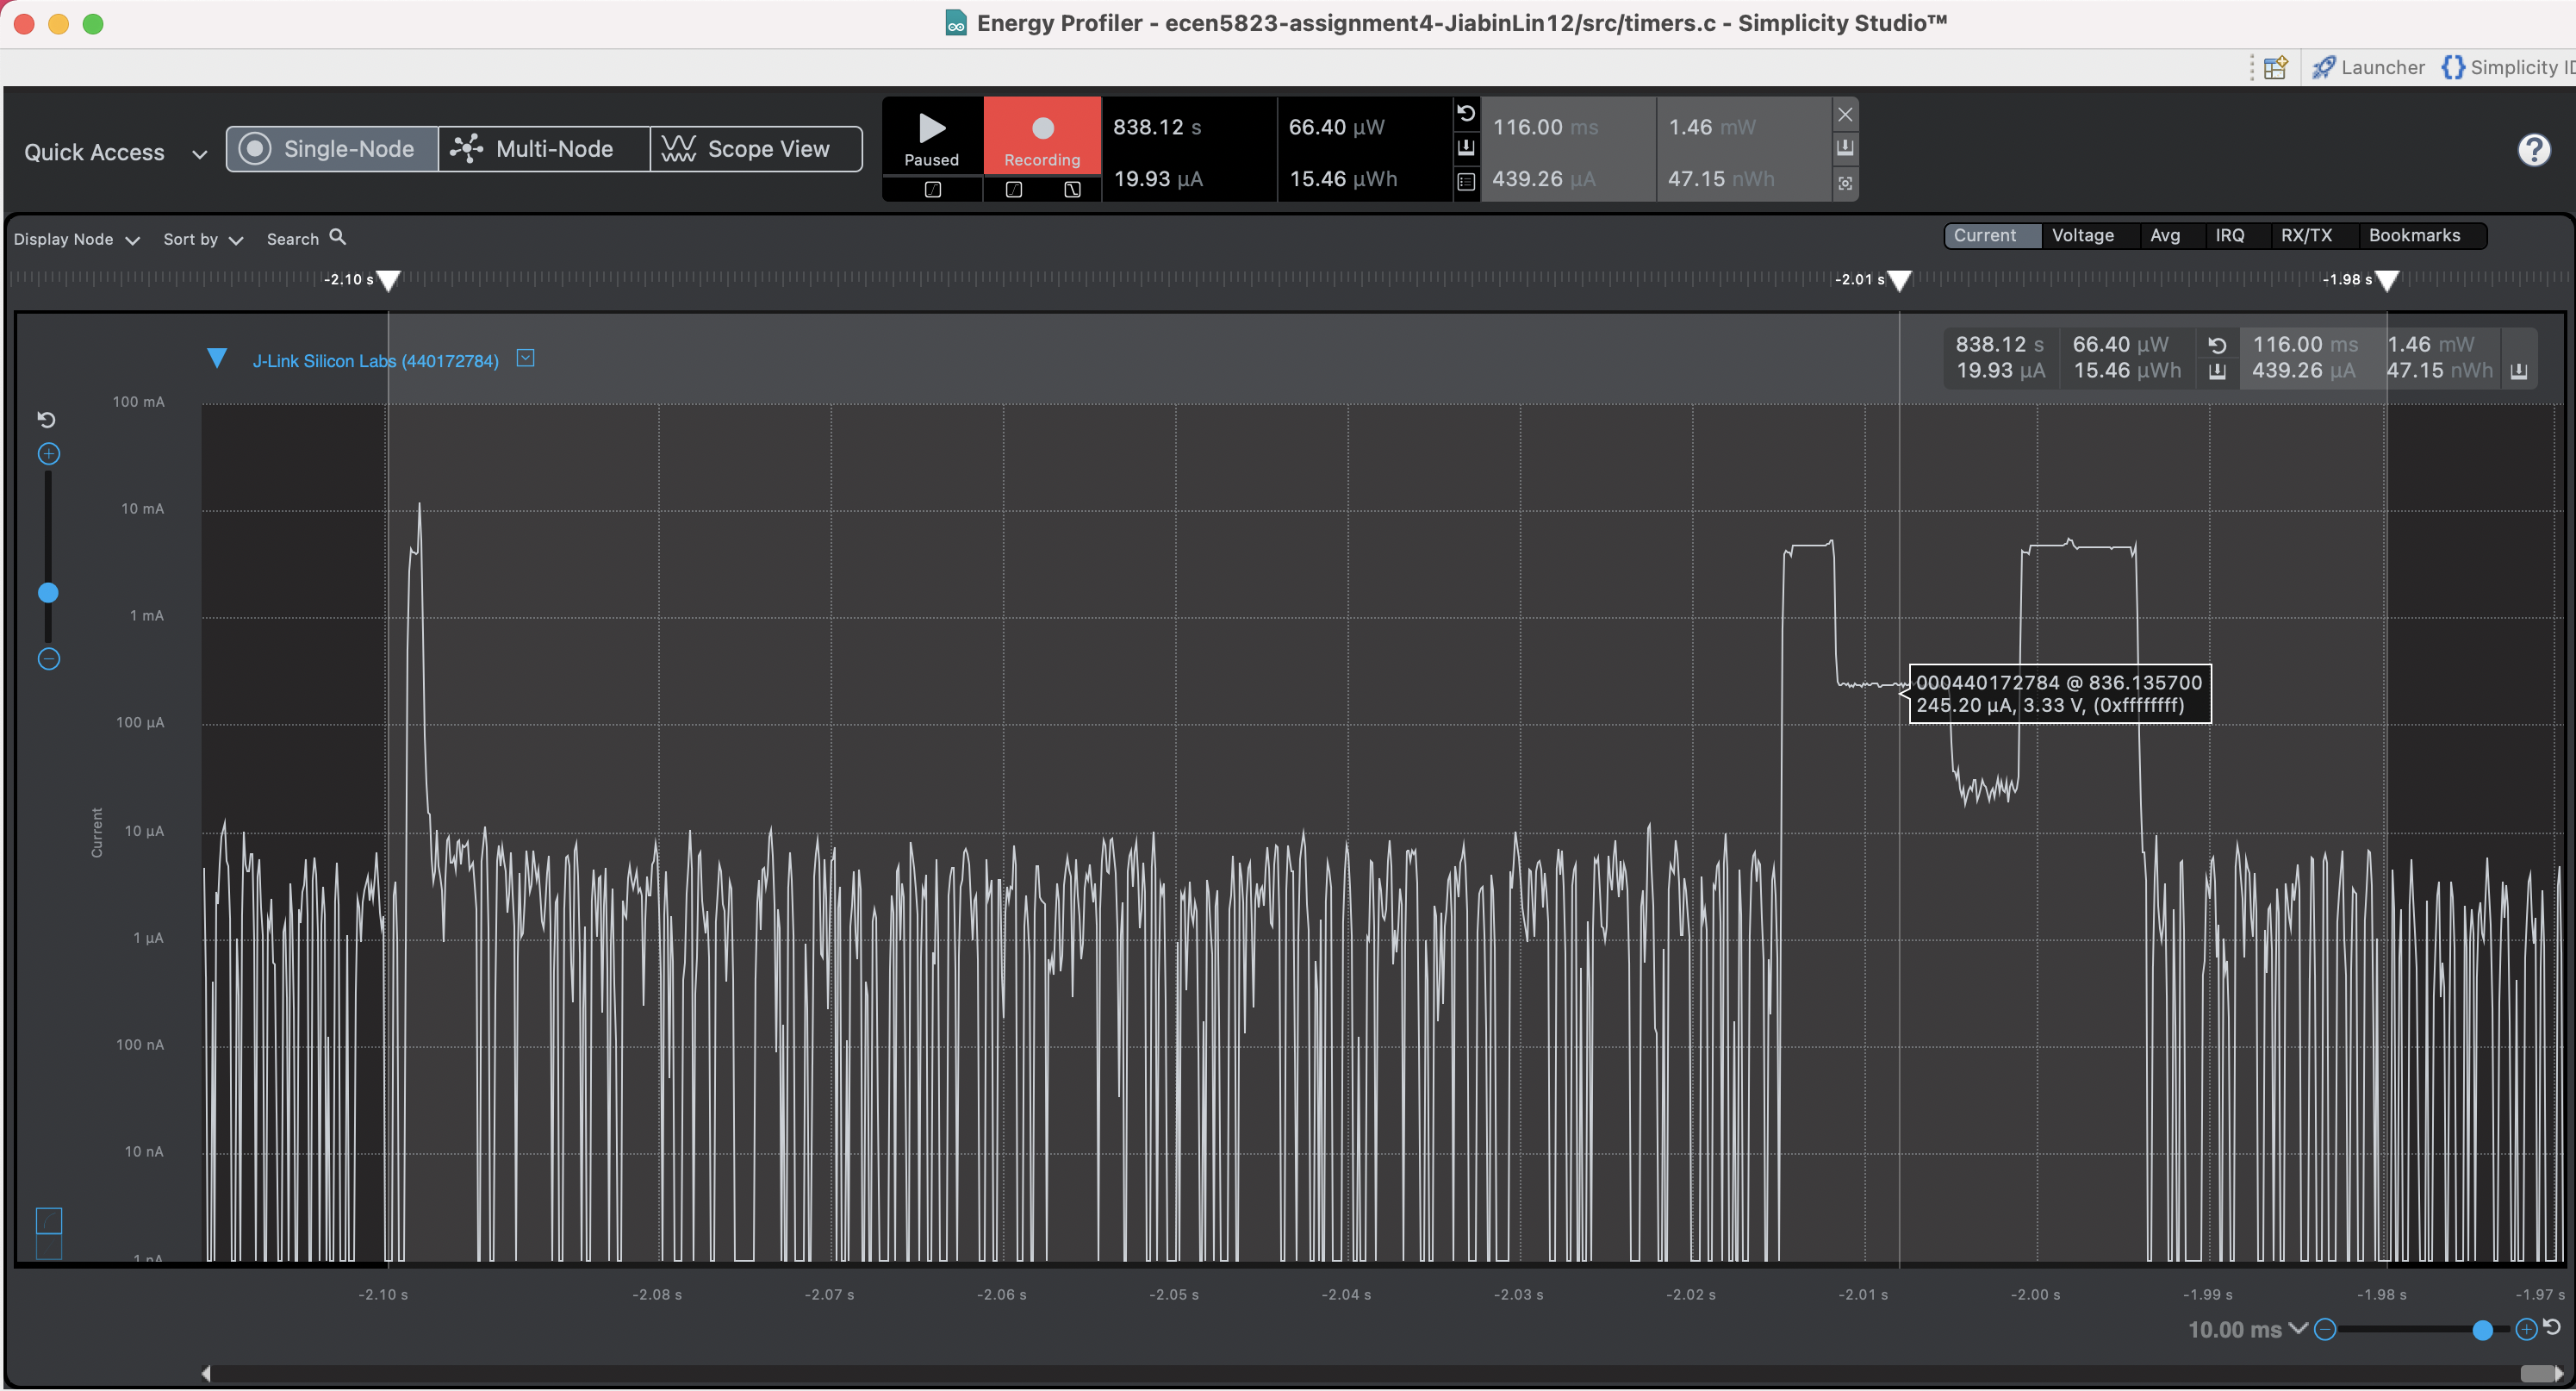 Energy Profiler - ecen5823-assignment4-JiabinLin12/src/timers.c - Simplicity Studio™
Launcher
Simplicity
Quick Access
Single-Node
Multi-Node
Scope View
Paused
Recording
838.12 s
66.40 µW
19.93 µA
15.46 µWh
116.00 ms
1.46 mW
439.26 µA
47.15 nWh
?
Display Node
Sort by
Search
Current
Voltage
Avg
IRQ
RX/TX
Bookmarks
-2.10 s
-2.01 s
-1.98 s
J-Link Silicon Labs (440172784)
838.12 s
66.40 µW
116.00 ms
1.46 mW
19.93 µA
15.46 µWh
439.26 µA
47.15 nWh
100 mA
10 mA
1 mA
100 µA
10 µA
1 µA
100 nA
10 nA
1 nA
Current
000440172784 @ 836.135700
245.20 µA, 3.33 V, (0xffffffff)
-2.10 s
-2.08 s
-2.07 s
-2.06 s
-2.05 s
-2.04 s
-2.03 s
-2.02 s
-2.01 s
-2.00 s
-1.99 s
-1.98 s
-1.97 s
10.00 ms